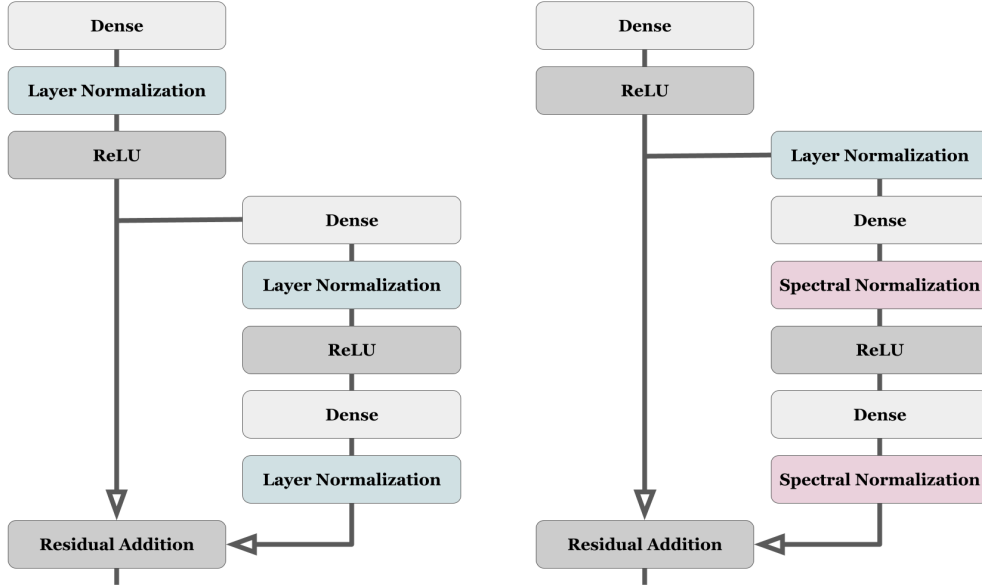 Dense
Layer Normalization
ReLU
Dense
Layer Normalization
ReLU
Dense
Layer Normalization
Residual Addition
Dense
ReLU
Layer Normalization
Dense
Spectral Normalization
ReLU
Dense
Spectral Normalization
Residual Addition